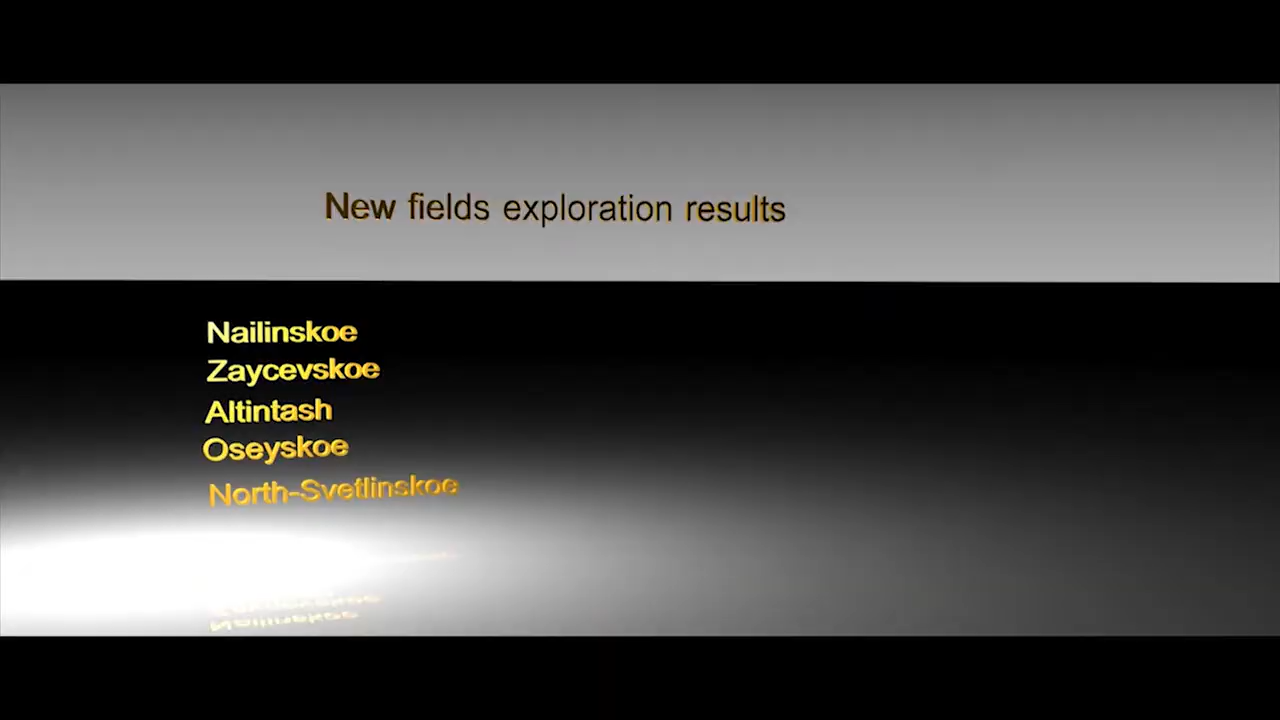 New fields exploration results
Nailinskoe
Zaycevskoe
Altintash
Oseyskoe
North-Svetlinskoe